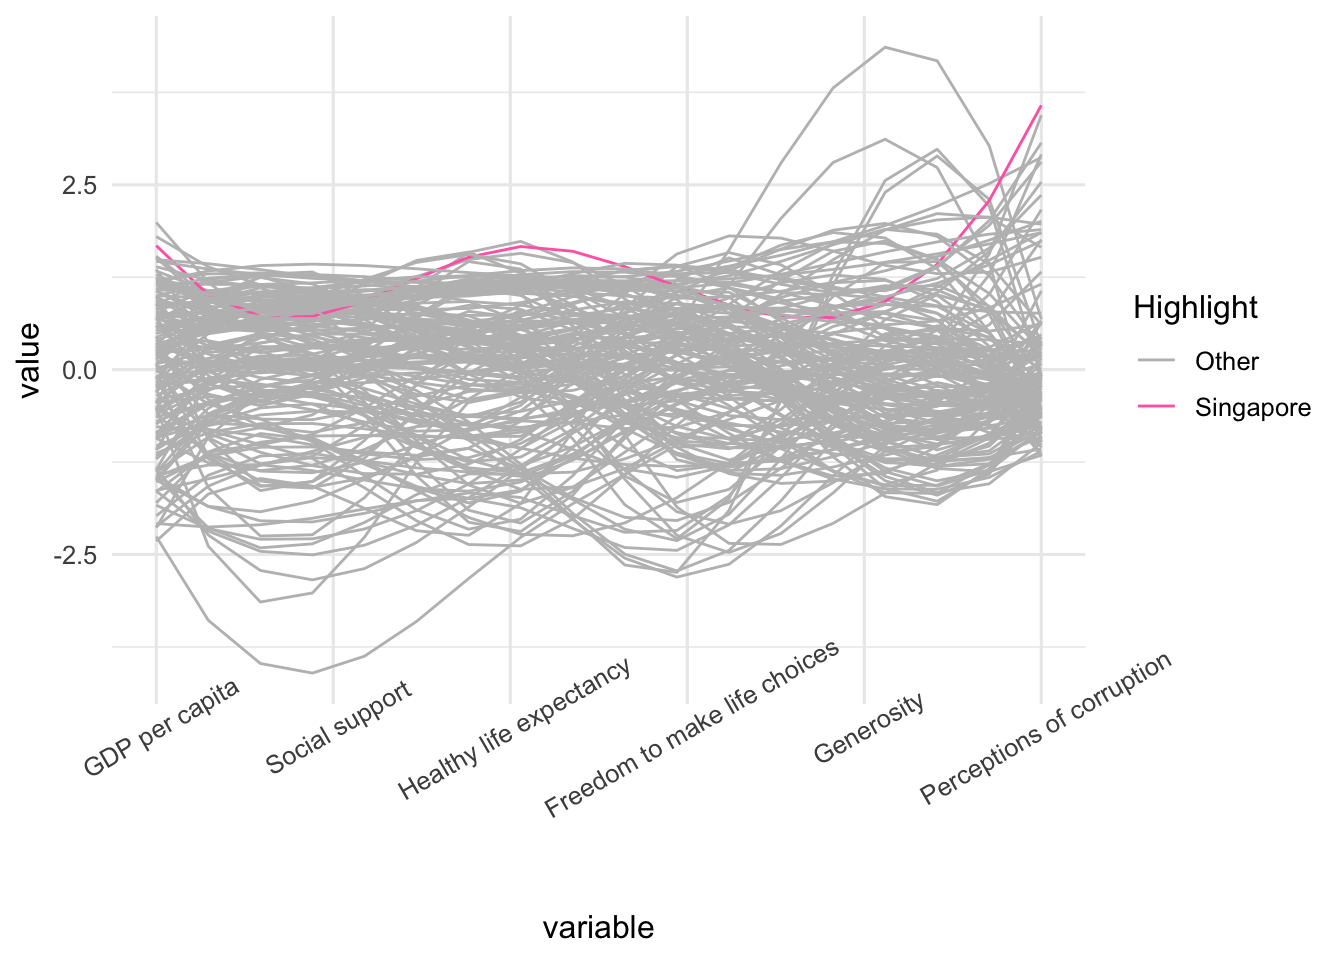 value
2.5
0.0
-2.5
GDP per capita
Social support
Healthy life expectancy
Freedom to make life choices
Generosity
Perceptions of corruption
variable
Highlight
Other
Singapore